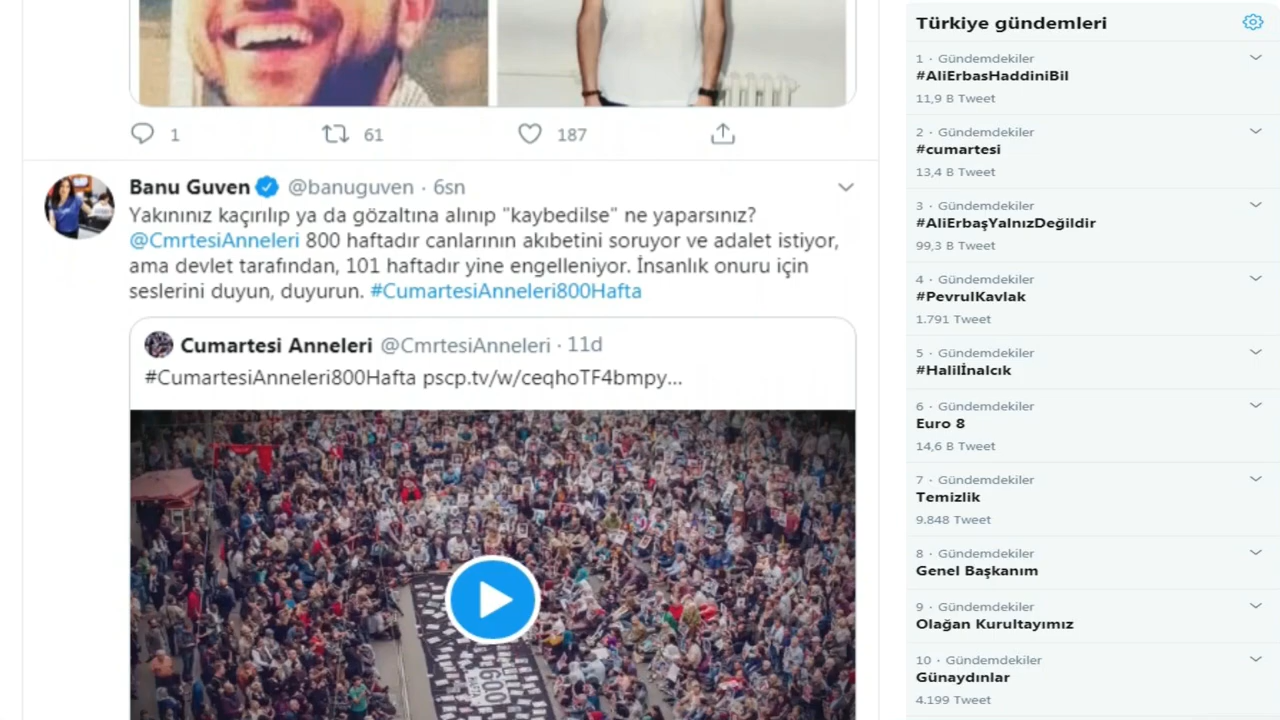 1
61
187
Banu Guven @banuguven · 6sn
Yakınınız kaçırılıp ya da gözaltına alınıp "kaybedilse" ne yaparsınız?
@CmrtesiAnneleri 800 haftadır canlarının akıbetini soruyor ve adalet istiyor,
ama devlet tarafından, 101 haftadır yine engelleniyor. İnsanlık onuru için
seslerini duyun, duyurun. #CumartesiAnneleri800Hafta
Cumartesi Anneleri @CmrtesiAnneleri · 11d
#CumartesiAnneleri800Hafta pscp.tv/w/ceqhoTF4bmpy...
600
Türkiye gündemleri
1 · Gündemdekiler
#AliErbasHaddiniBil
11,9 B Tweet
2 · Gündemdekiler
#cumartesi
13,4 B Tweet
3 · Gündemdekiler
#AliErbaşYalnızDeğildir
99,3 B Tweet
4 · Gündemdekiler
#PevrulKavlak
1.791 Tweet
5 · Gündemdekiler
#Halilİnalcık
6 · Gündemdekiler
Euro 8
14,6 B Tweet
7 · Gündemdekiler
Temizlik
9.848 Tweet
8 · Gündemdekiler
Genel Başkanım
9 · Gündemdekiler
Olağan Kurultayımız
10 · Gündemdekiler
Günaydınlar
4.199 Tweet